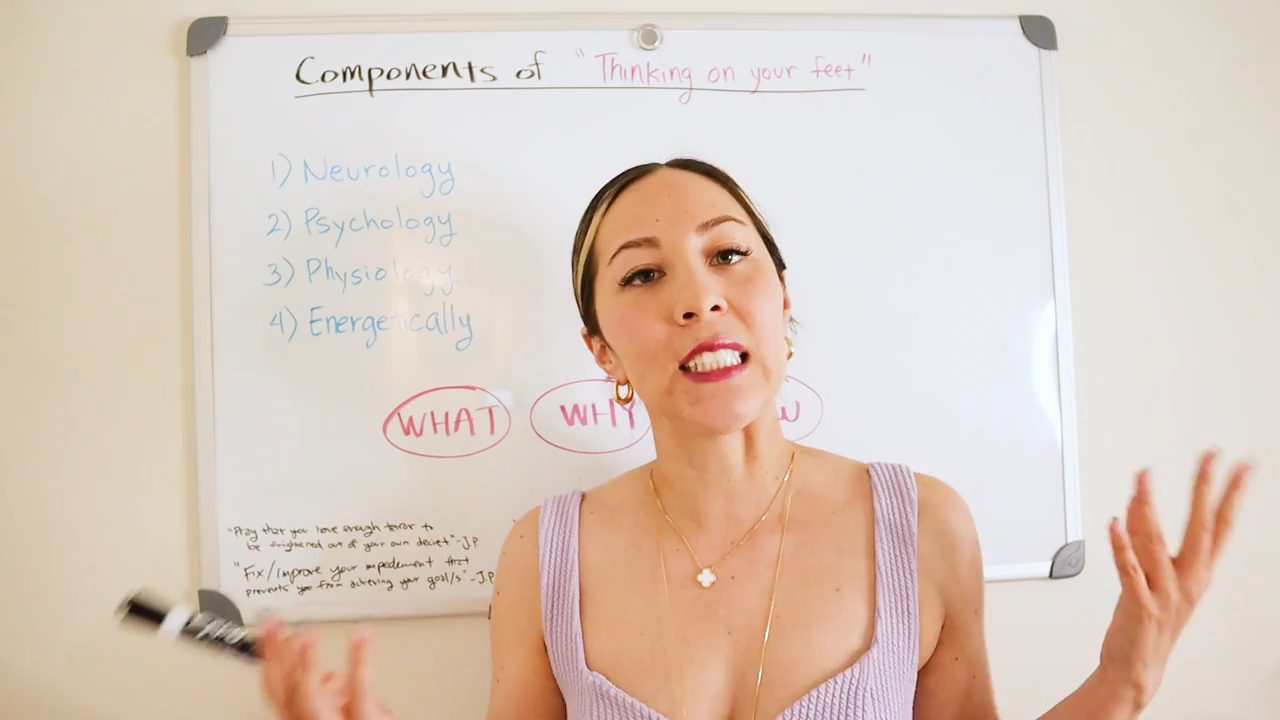 Components of "Thinking on your feet"
1) Neurology
2) Psychology
3) Physiology
4) Energetically
WHAT WHY W
"Pray that you have enough terror to
be frightened out of your own deceit" -J.P
"Fix/improve your impediement that
prevents you from achieving your goal/s" -J.P